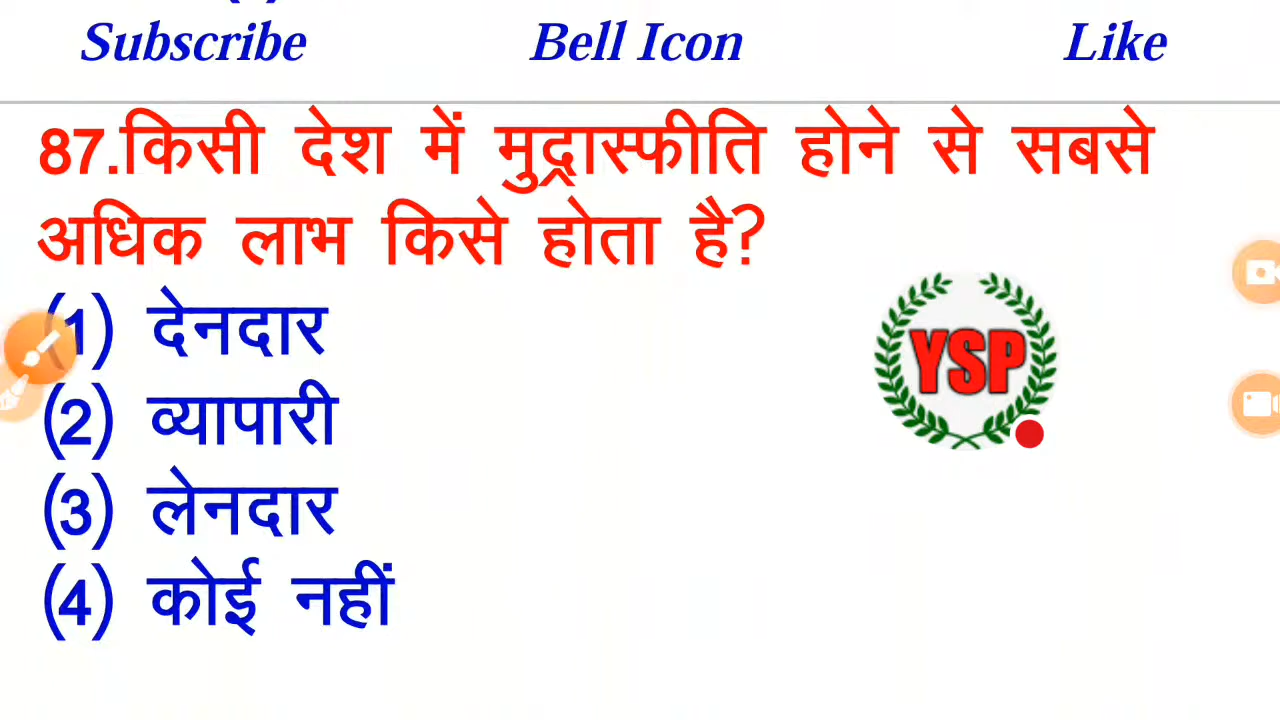 Subscribe Bell Icon Like
87.किसी देश में मुद्रास्फीति होने से सबसे
अधिक लाभ किसे होता है?
(1) देनदार
(2) व्यापारी
YSP
(3) लेनदार
(4) कोई नहीं